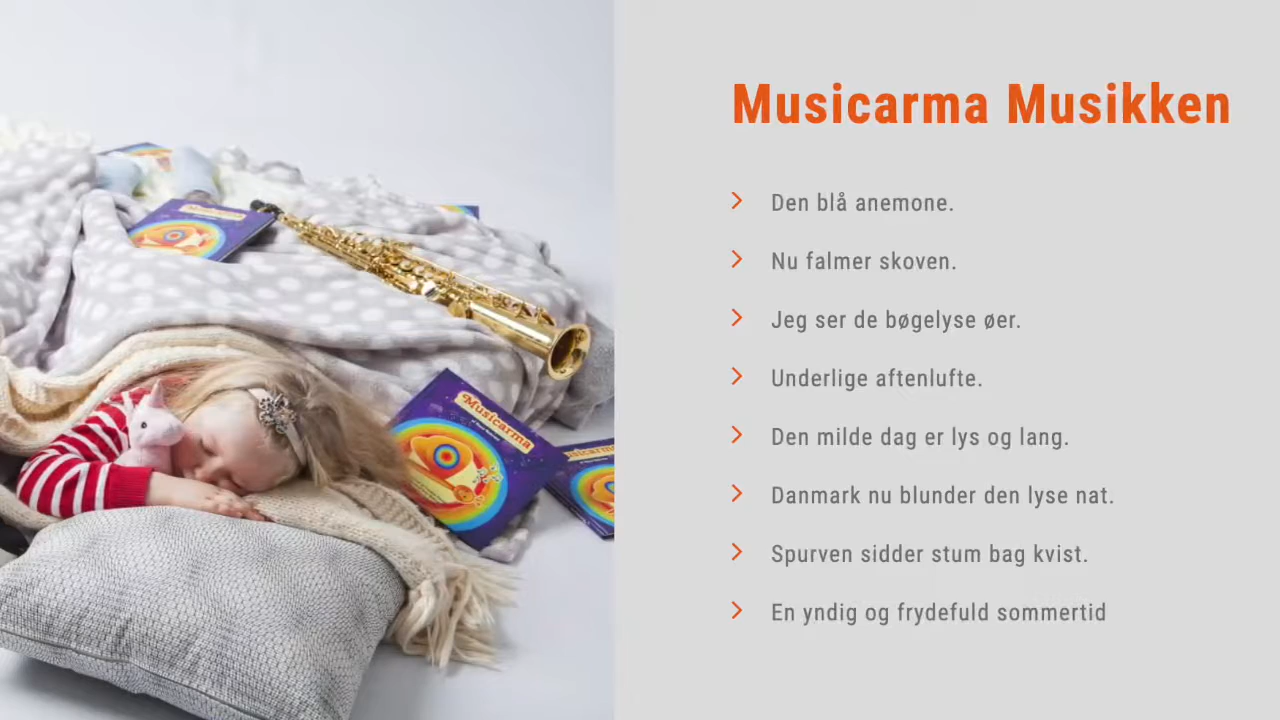 Musicarma Musikken
Den blå anemone.
Nu falmer skoven.
Jeg ser de bøgelyse øer.
Underlige aftenlufte.
Den milde dag er lys og lang.
Danmark nu blunder den lyse nat.
Spurven sidder stum bag kvist.
En yndig og frydefuld sommertid
Musicarma
Musicarma